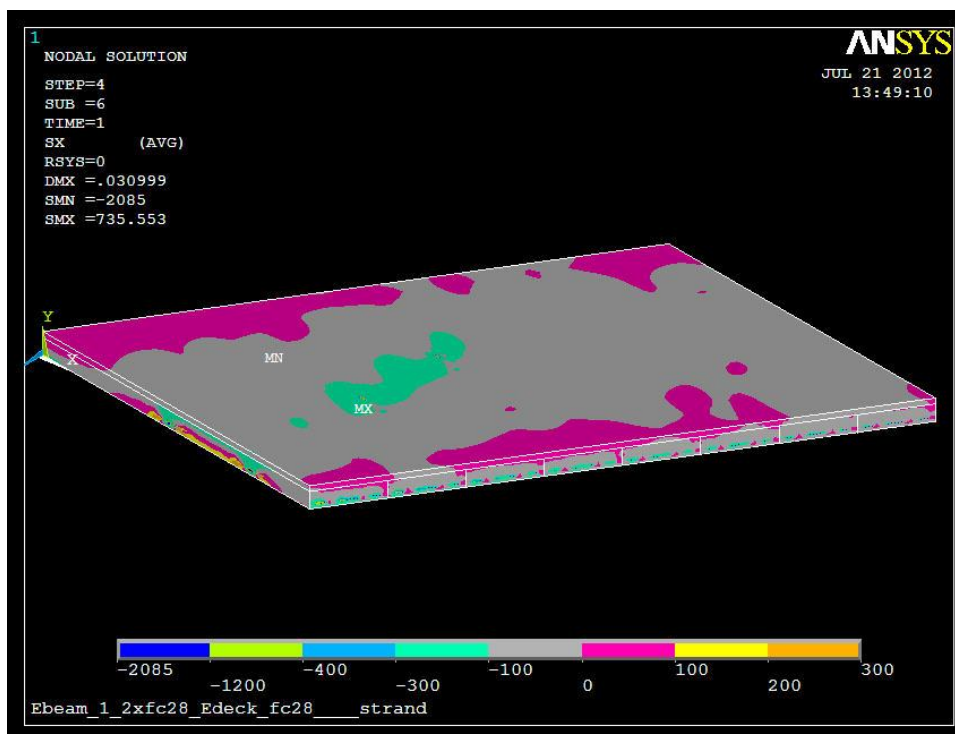 1
ANSYS
NODAL SOLUTION
JUL 21 2012
13:49:10
STEP=4
SUB =6
TIME=1
SX (AVG)
RSYS=0
DMX =.030999
SMN =-2085
SMX =735.553
Y
X
MN
MX
-2085 -400 -100 100 300
-1200 -300 0 200
Ebeam_1_2xfc28_Edeck_fc28____strand